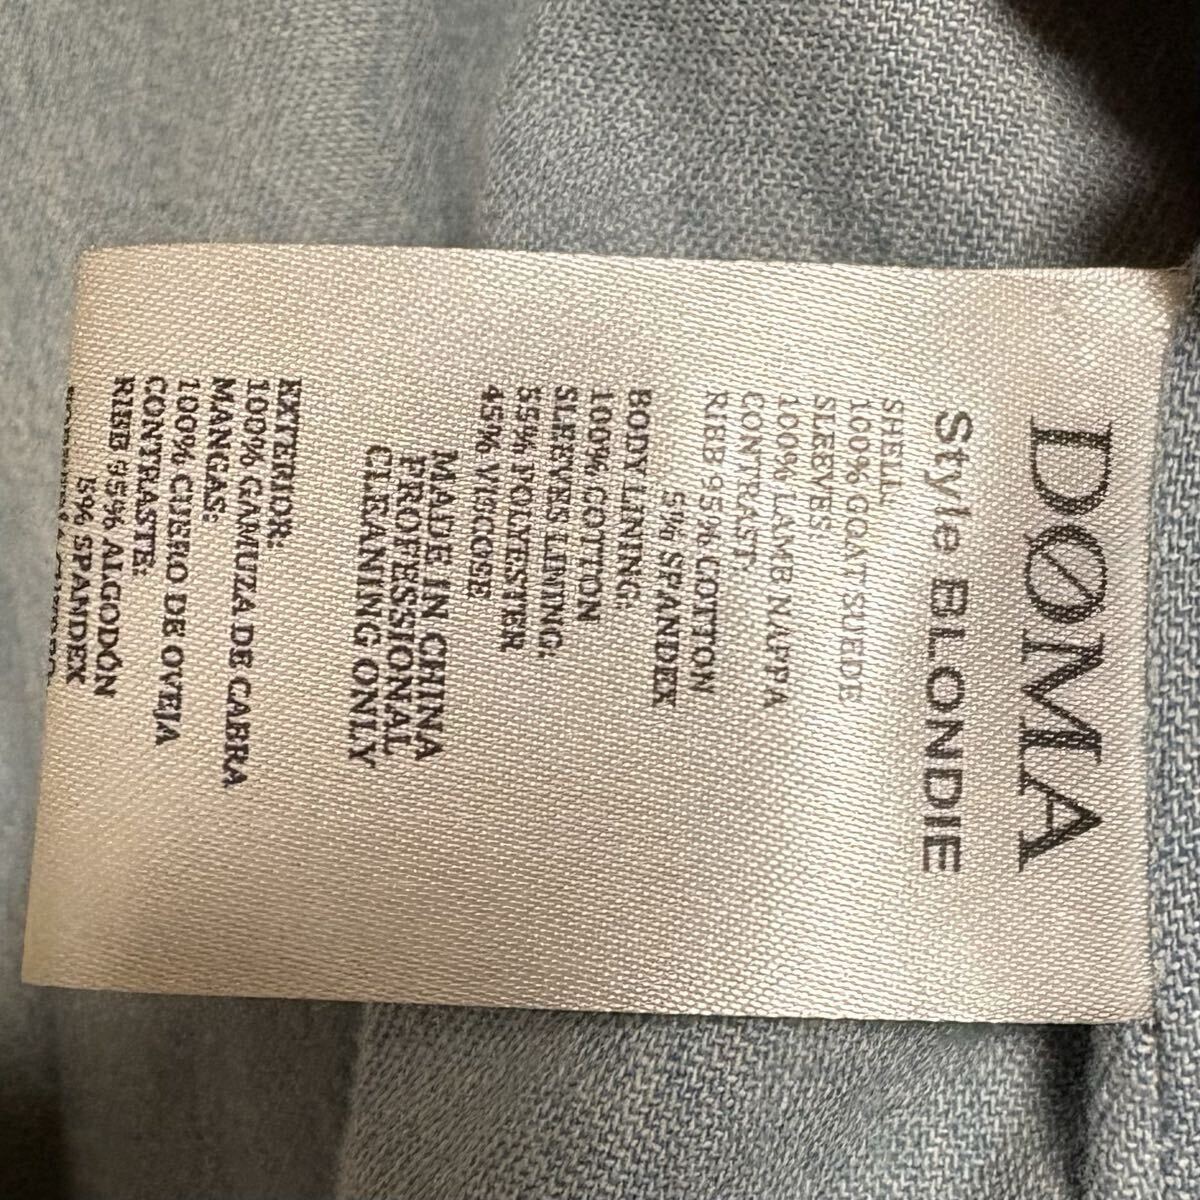 DØMA
Style BLONDIE
SHELL:
100% GOAT SUEDE
SLEEVES:
100% LAMB NAPPA
CONTRAST:
RIBB 95% COTTON
5% SPANDEX
BODY LINING:
100% COTTON
SLEEVES LINING:
55% POLYESTER
45% VISCOSE
MADE IN CHINA
PROFESSIONAL
CLEANING ONLY
EXTERIOR:
100% GAMUZA DE CABRA
MANGAS:
100% CUERO DE OVEJA
CONTRASTE:
RIBB 95% ALGODÓN
5% SPANDEX